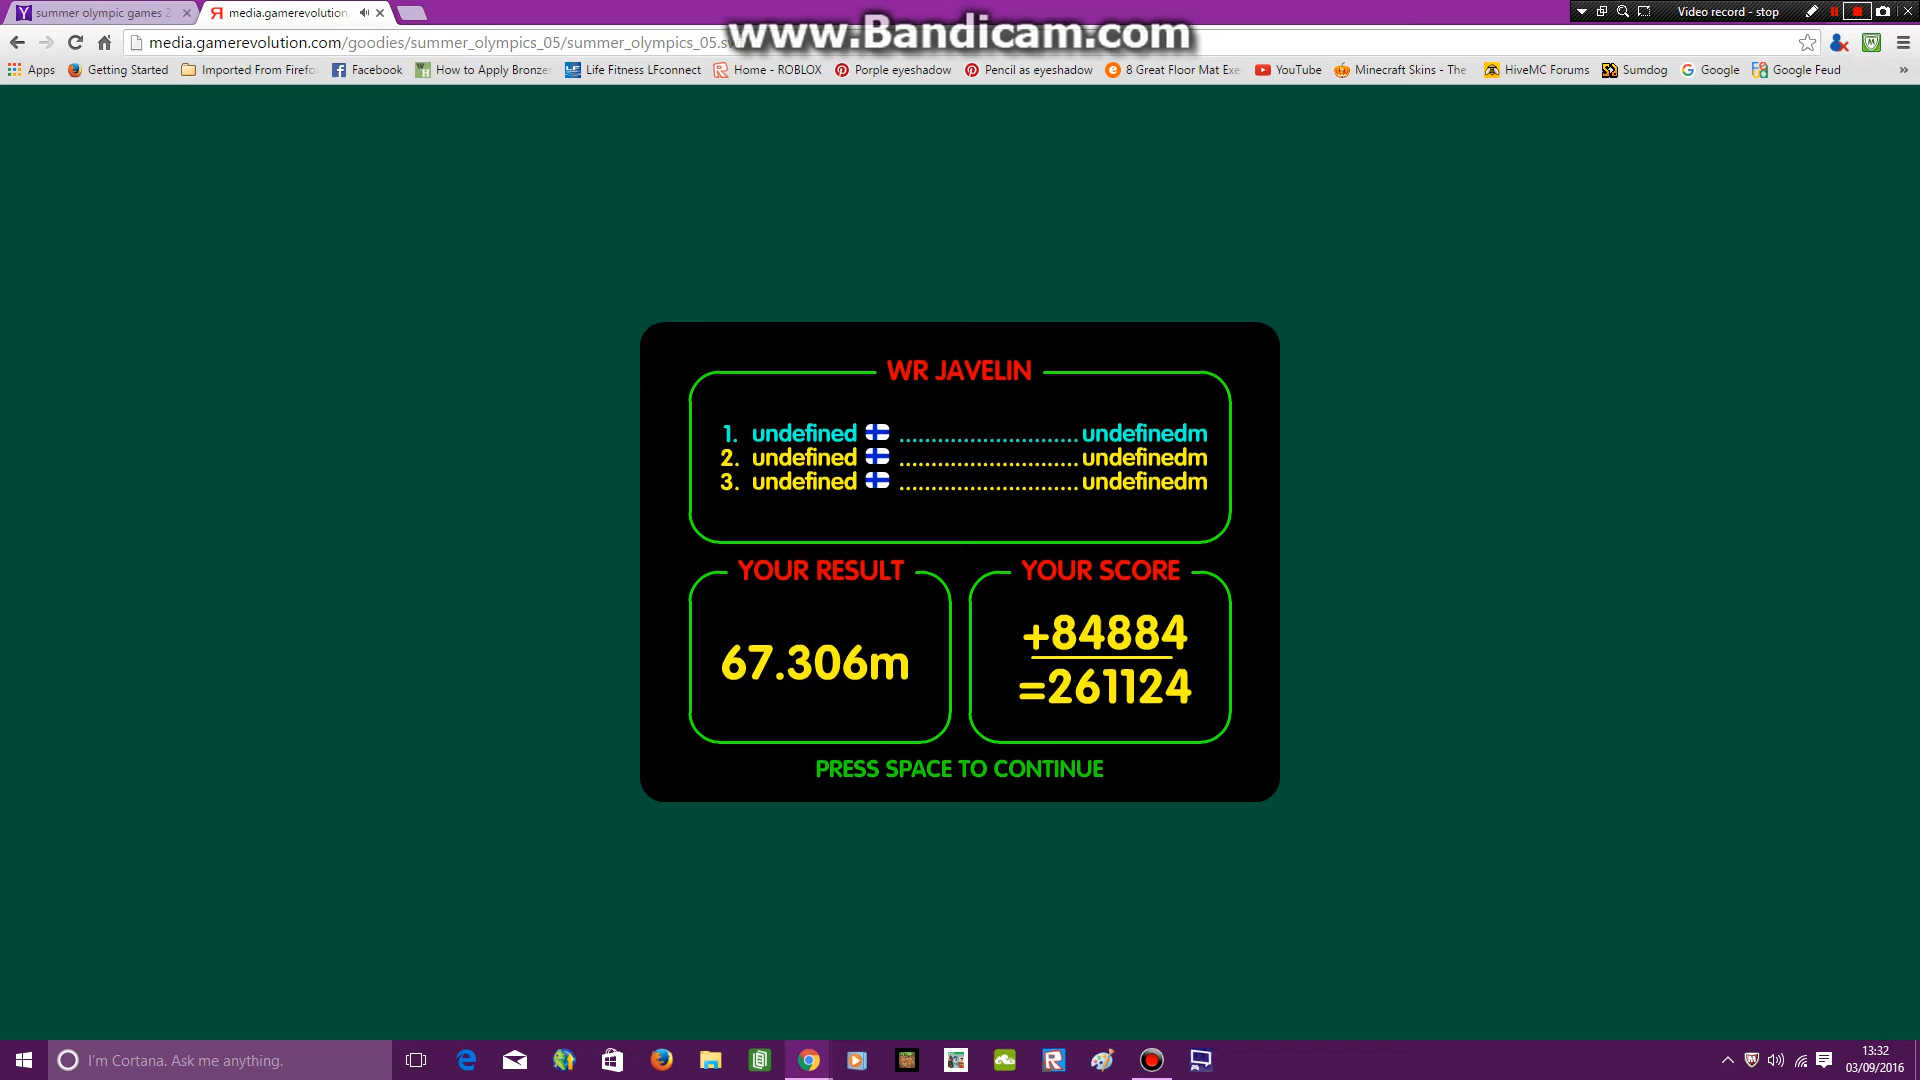 summer olympic games 2
media.gamerevolution.
www.Bandicam.com
Video record - stop
media.gamerevolution.com/goodies/summer_olympics_05/summer_olympics_05.sw
Apps
Getting Started
Imported From Firefo
Facebook
How to Apply Bronzer
Life Fitness LFconnect
Home - ROBLOX
Porple eyeshadow
Pencil as eyeshadow
8 Great Floor Mat Exe
YouTube
Minecraft Skins - The
HiveMC Forums
Sumdog
Google
Google Feud
WR JAVELIN
1. undefined ............................ undefinedm
2. undefined ............................ undefinedm
3. undefined ............................ undefinedm
YOUR RESULT
67.306m
YOUR SCORE
+84884
=261124
PRESS SPACE TO CONTINUE
I'm Cortana. Ask me anything.
13:32
03/09/2016